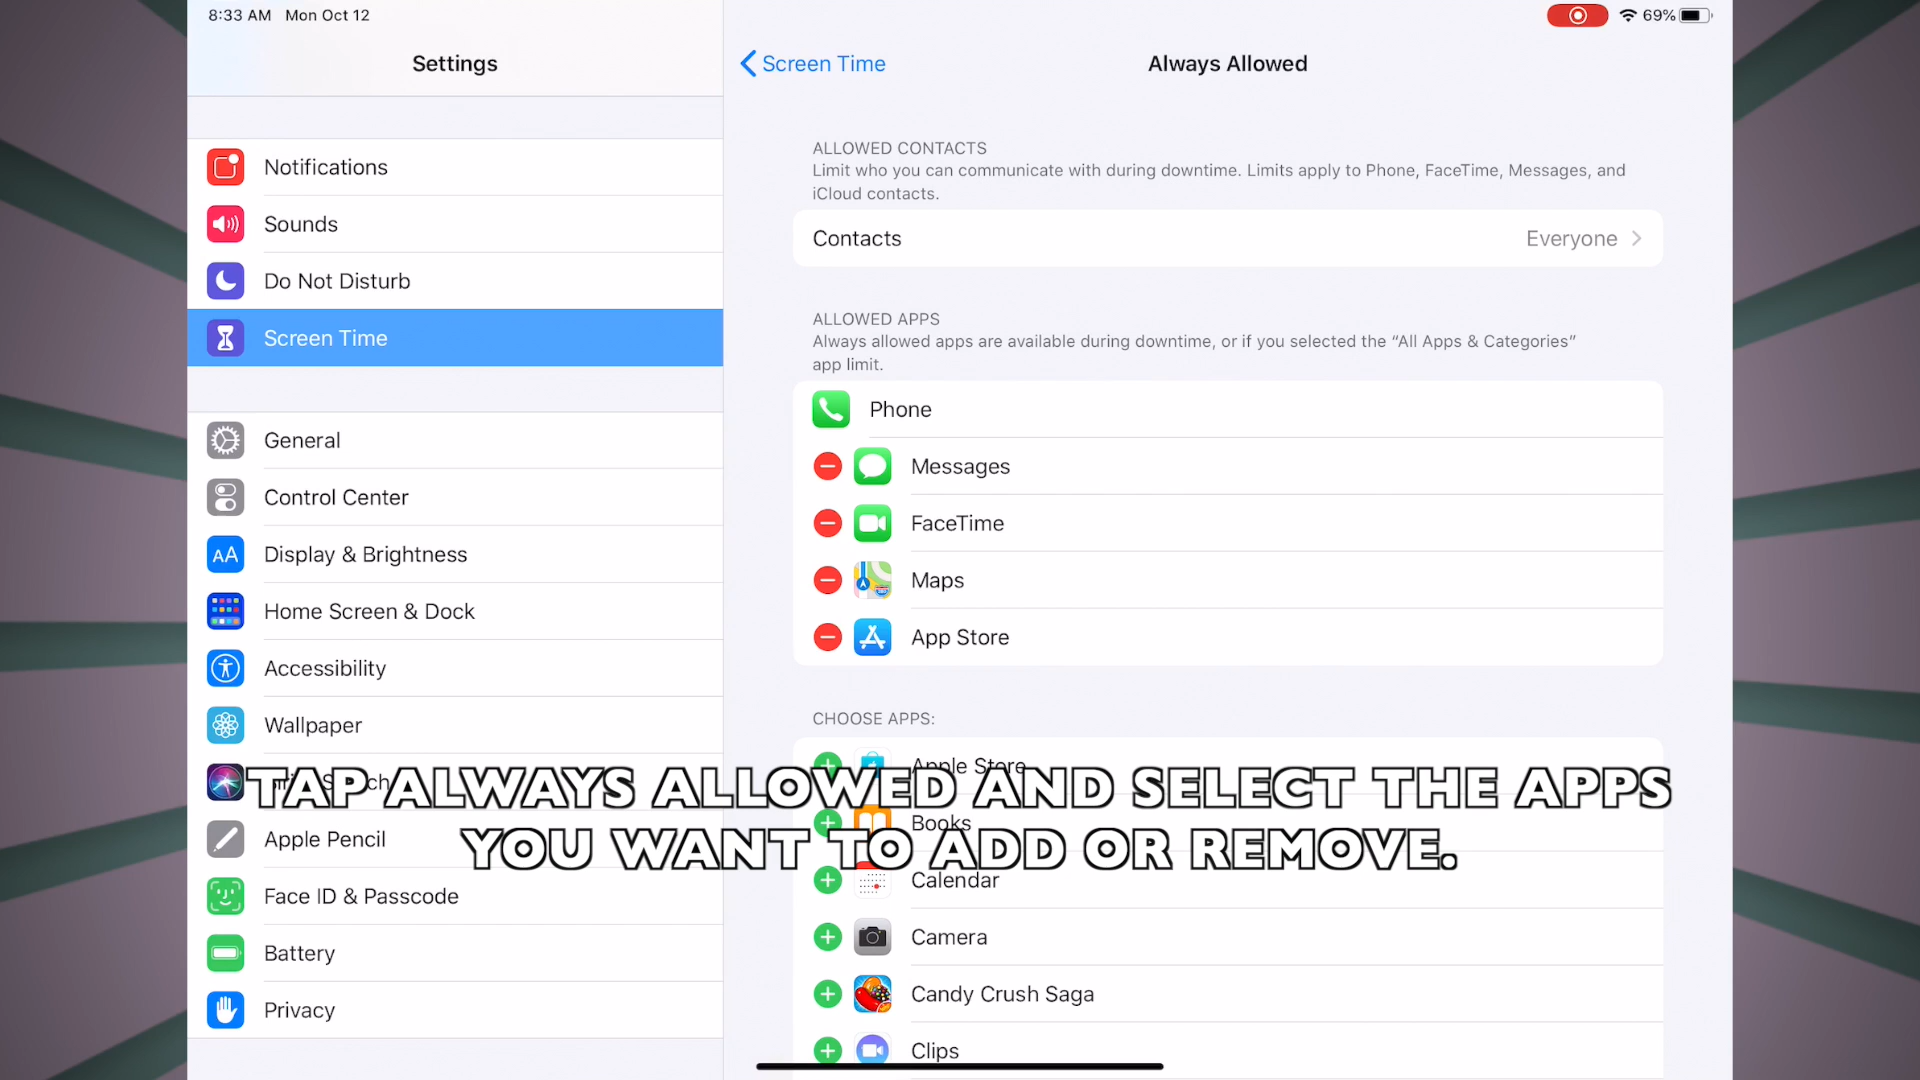 8:33 AM Mon Oct 12
69%
Settings
Screen Time
Always Allowed
Notifications
Sounds
Do Not Disturb
Screen Time
General
Control Center
Display & Brightness
Home Screen & Dock
Accessibility
Wallpaper
Apple Pencil
Face ID & Passcode
Battery
Privacy
ALLOWED CONTACTS
Limit who you can communicate with during downtime. Limits apply to Phone, FaceTime, Messages, and
iCloud contacts.
Contacts
Everyone
ALLOWED APPS
Always allowed apps are available during downtime, or if you selected the “All Apps & Categories”
app limit.
Phone
Messages
FaceTime
Maps
App Store
CHOOSE APPS:
Apple Store
Books
Calendar
Camera
Candy Crush Saga
Clips
TAP ALWAYS ALLOWED AND SELECT THE APPS
YOU WANT TO ADD OR REMOVE.